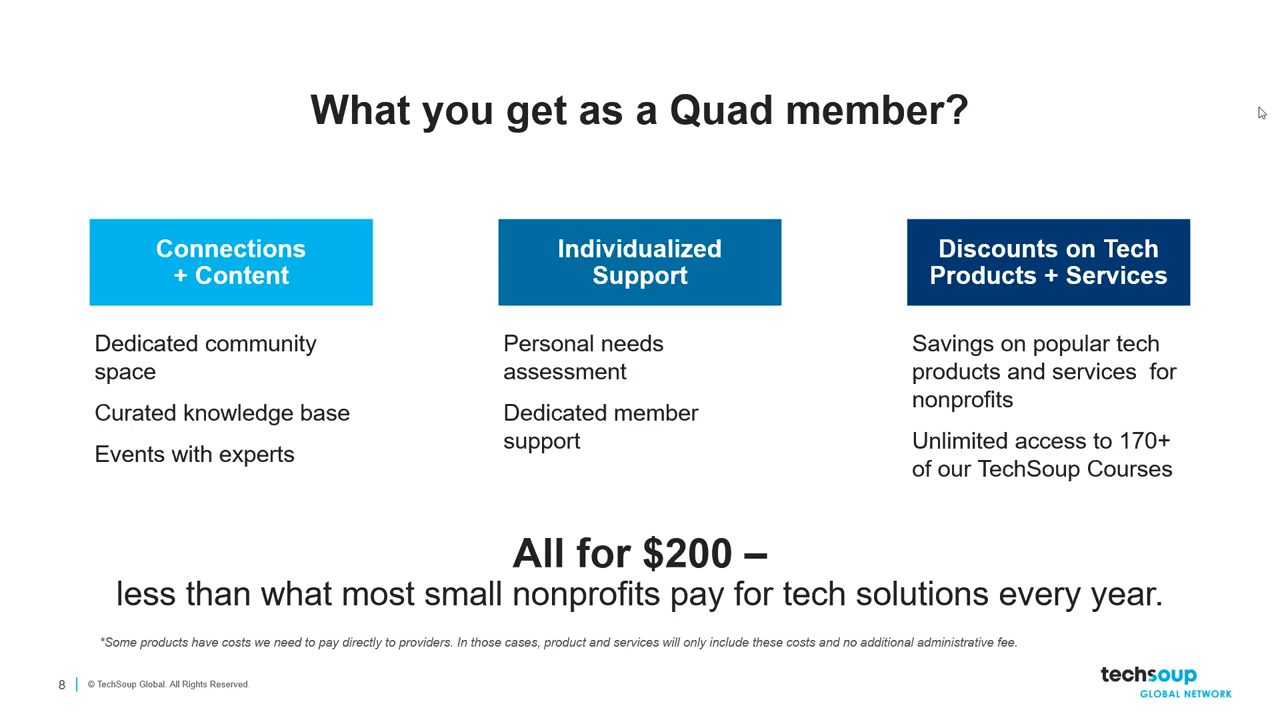 What you get as a Quad member?
Connections
+ Content
Dedicated community
space
Curated knowledge base
Events with experts
Individualized
Support
Personal needs
assessment
Dedicated member
support
Discounts on Tech
Products + Services
Savings on popular tech
products and services  for
nonprofits
Unlimited access to 170+
of our TechSoup Courses
All for $200 –
less than what most small nonprofits pay for tech solutions every year.
*Some products have costs we need to pay directly to providers. In those cases, product and services will only include these costs and no additional administrative fee.
8
© TechSoup Global. All Rights Reserved.
techsoup
GLOBAL NETWORK